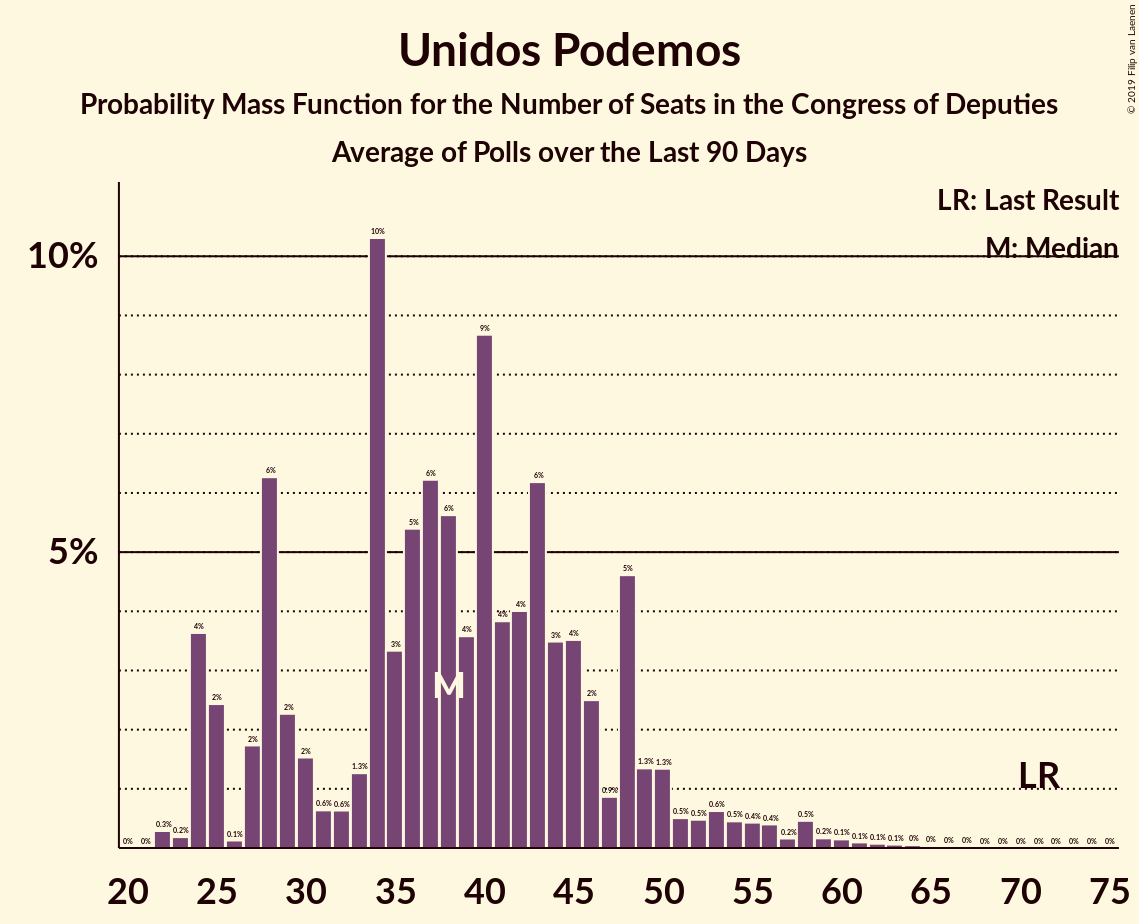 Unidos Podemos
Probability Mass Function for the Number of Seats in the Congress of Deputies
Average of Polls over the Last 90 Days
© 2019 Filip van Laenen
LR: Last Result
M: Median
10%
5%
0% 0% 0.3% 0.2% 4% 2% 0.1% 2% 6% 2% 2% 0.6% 0.6% 1.3% 10% 3% 5% 6% 6% 4% 9% 4% 4% 6% 3% 4% 2% 0.9% 5% 1.3% 1.3% 0.5% 0.5% 0.6% 0.5% 0.4% 0.4% 0.2% 0.5% 0.2% 0.1% 0.1% 0.1% 0.1% 0% 0% 0% 0% 0% 0% 0% 0% 0% 0% 0% 0%
M
LR
20 25 30 35 40 45 50 55 60 65 70 75